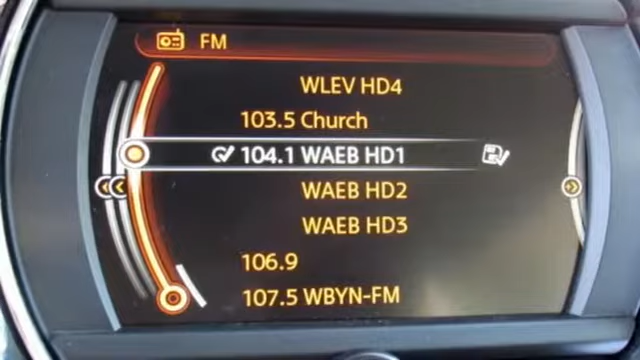 FM
WLEV HD4
103.5 Church
104.1 WAEB HD1
WAEB HD2
WAEB HD3
106.9
107.5 WBYN-FM